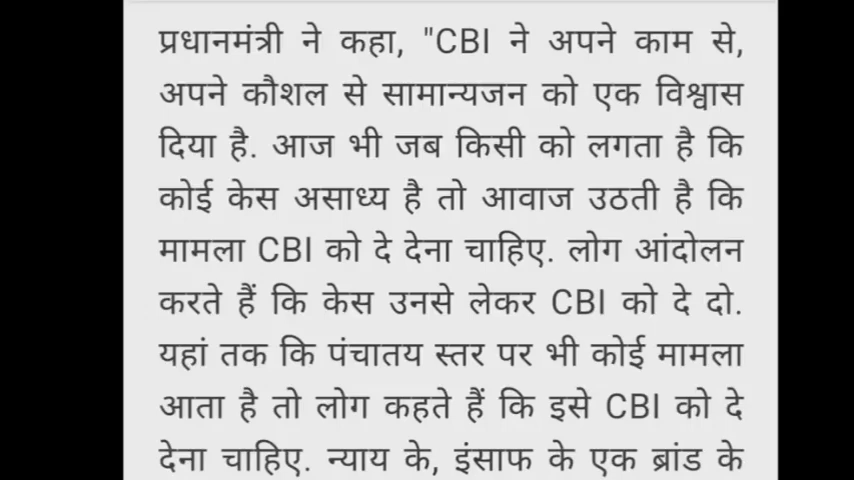 प्रधानमंत्री ने कहा, "CBI ने अपने काम से,
अपने कौशल से सामान्यजन को एक विश्वास
दिया है. आज भी जब किसी को लगता है कि
कोई केस असाध्य है तो आवाज उठती है कि
मामला CBI को दे देना चाहिए. लोग आंदोलन
करते हैं कि केस उनसे लेकर CBI को दे दो.
यहां तक कि पंचातय स्तर पर भी कोई मामला
आता है तो लोग कहते हैं कि इसे CBI को दे
देना चाहिए. न्याय के, इंसाफ के एक ब्रांड के